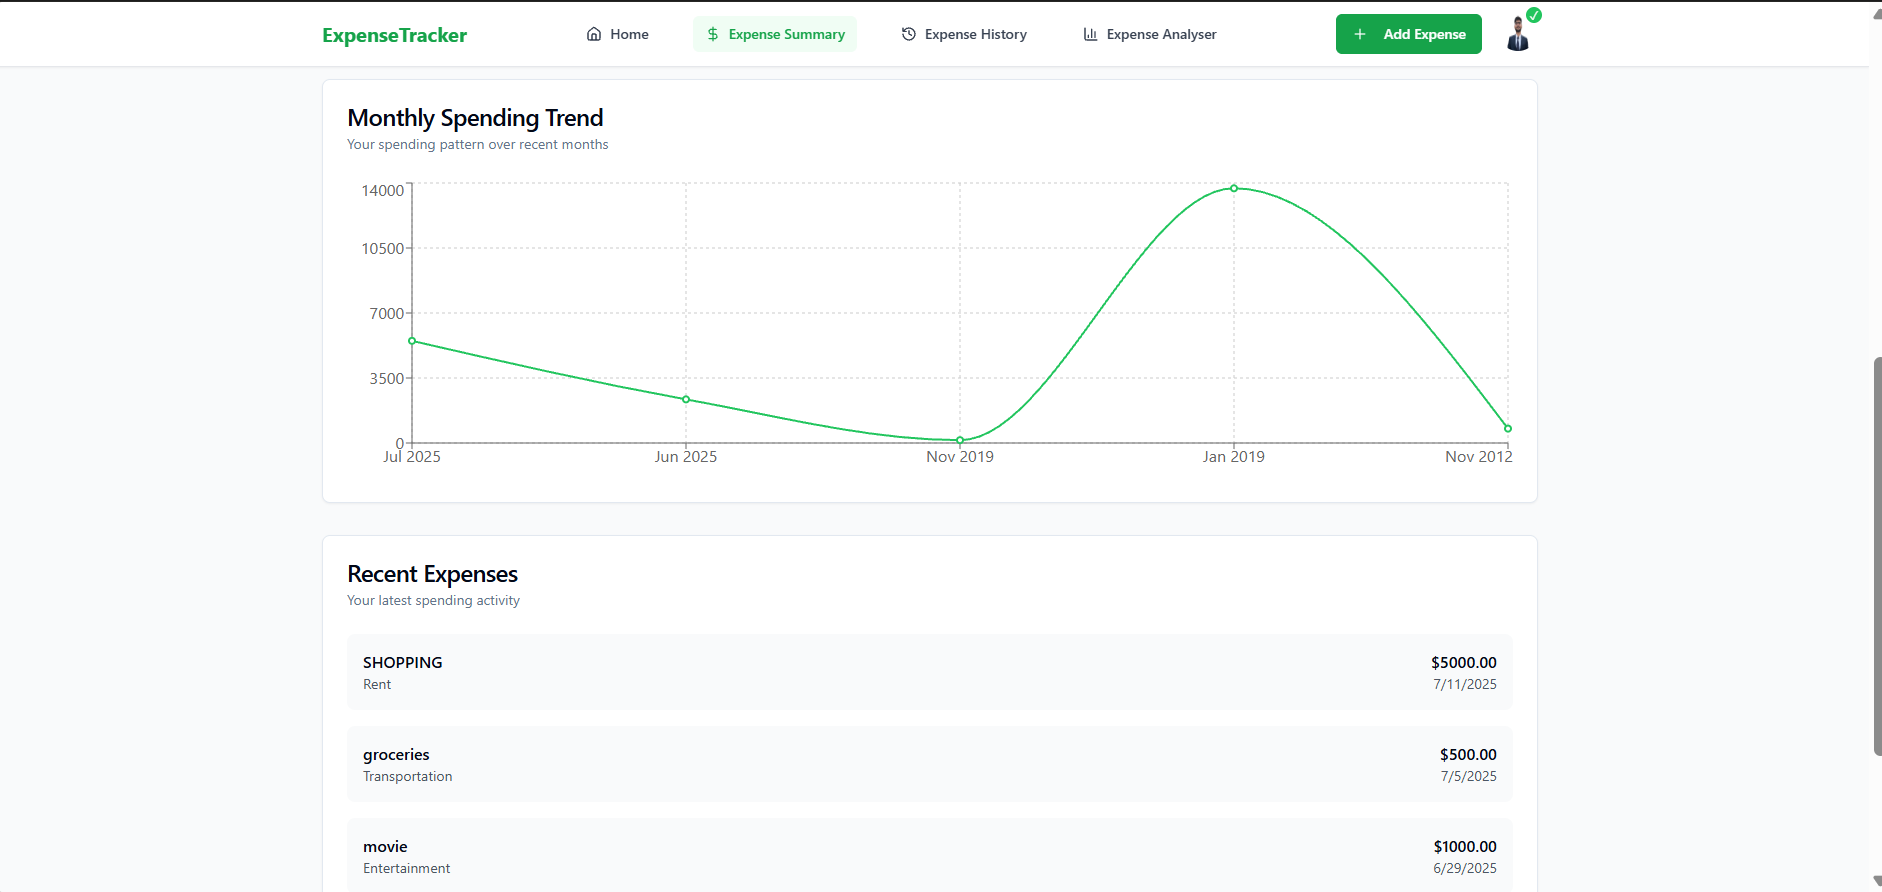 ExpenseTracker
Home
Expense Summary
Expense History
Expense Analyser
Add Expense
Monthly Spending Trend
Your spending pattern over recent months
14000
10500
7000
3500
0
Jul 2025 Jun 2025 Nov 2019 Jan 2019 Nov 2012
Recent Expenses
Your latest spending activity
SHOPPING $5000.00
Rent 7/11/2025
groceries $500.00
Transportation 7/5/2025
movie $1000.00
Entertainment 6/29/2025